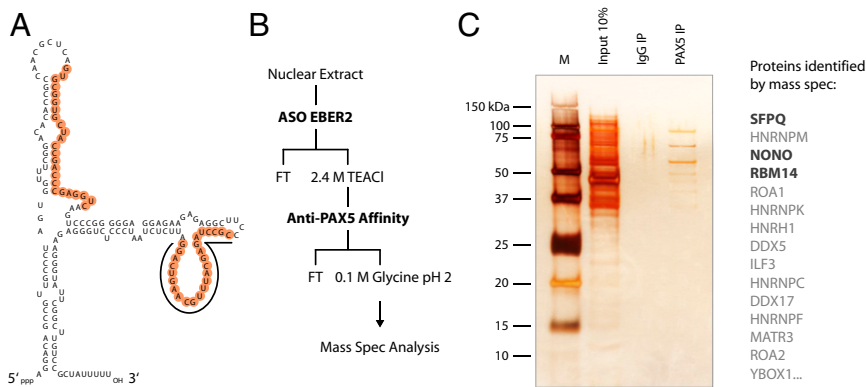 A
5' ppp
GCUAUUUUU
OH 3'
B
Nuclear Extract
ASO EBER2
FT
2.4 M TEACl
Anti-PAX5 Affinity
FT
0.1 M Glycine pH 2
Mass Spec Analysis
C
M
Input 10%
IgG IP
PAX5 IP
150 kDa
100
75
50
37
25
20
15
10
Proteins identified
by mass spec:
SFPQ
HNRNPM
NONO
RBM14
ROA1
HNRNPK
HNRH1
DDX5
ILF3
HNRNPC
DDX17
HNRNPF
MATR3
ROA2
YBOX1...